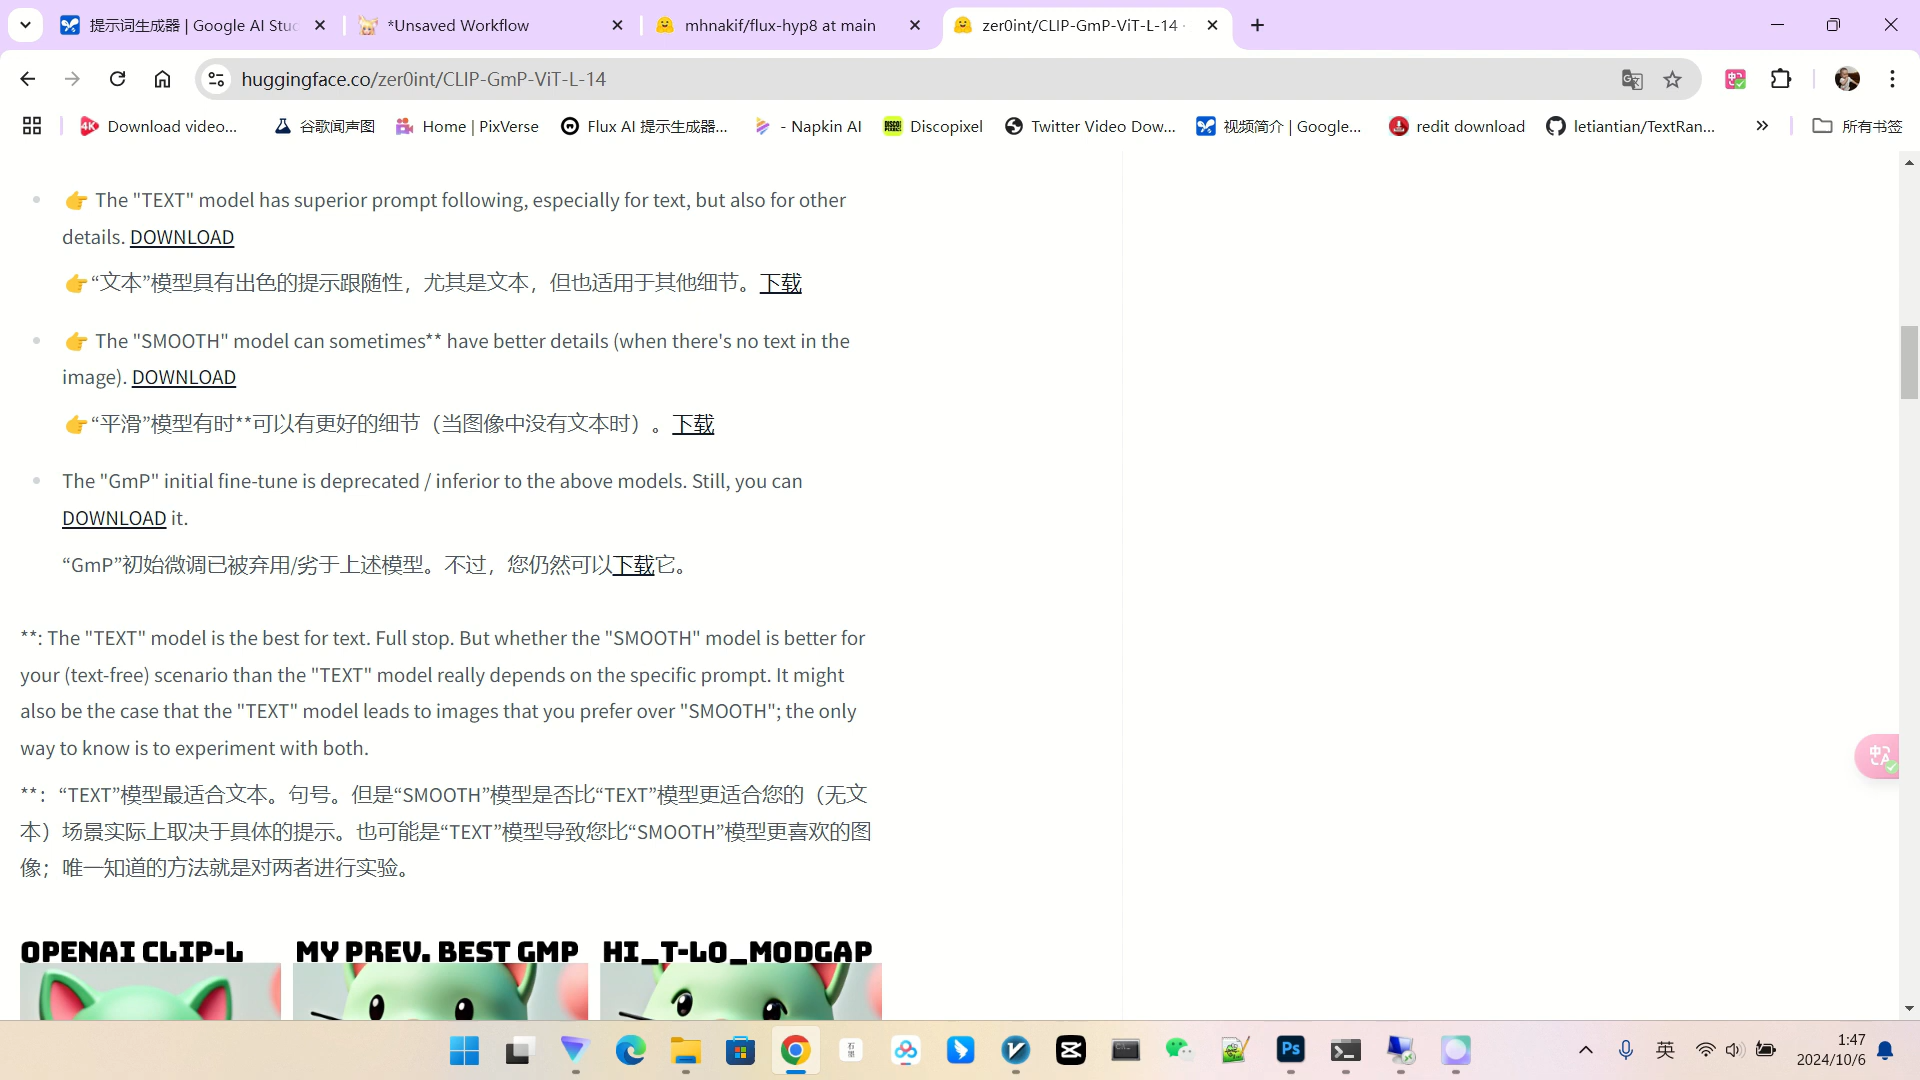 提示词生成器 | Google AI Stu
*Unsaved Workflow
mhnakif/flux-hyp8 at main
zer0int/CLIP-GmP-ViT-L-14 ·
huggingface.co/zer0int/CLIP-GmP-ViT-L-14
Download video...
谷歌闻声图
Home | PixVerse
Flux AI 提示生成器...
- Napkin AI
Discopixel
Twitter Video Dow...
视频简介 | Google...
redit download
letiantian/TextRan...
所有书签
👉 The "TEXT" model has superior prompt following, especially for text, but also for other
details. DOWNLOAD
👉“文本”模型具有出色的提示跟随性，尤其是文本，但也适用于其他细节。下载
👉 The "SMOOTH" model can sometimes** have better details (when there's no text in the
image). DOWNLOAD
👉“平滑”模型有时**可以有更好的细节（当图像中没有文本时）。下载
The "GmP" initial fine-tune is deprecated / inferior to the above models. Still, you can
DOWNLOAD it.
“GmP”初始微调已被弃用/劣于上述模型。不过，您仍然可以下载它。
**: The "TEXT" model is the best for text. Full stop. But whether the "SMOOTH" model is better for
your (text-free) scenario than the "TEXT" model really depends on the specific prompt. It might
also be the case that the "TEXT" model leads to images that you prefer over "SMOOTH"; the only
way to know is to experiment with both.
**：“TEXT”模型最适合文本。句号。但是“SMOOTH”模型是否比“TEXT”模型更适合您的（无文
本）场景实际上取决于具体的提示。也可能是“TEXT”模型导致您比“SMOOTH”模型更喜欢的图
像；唯一知道的方法就是对两者进行实验。
OPENAI CLIP-L
MY PREV. BEST GMP
HI_T-LO_MODGAP
Ps
英
1:47
2024/10/6